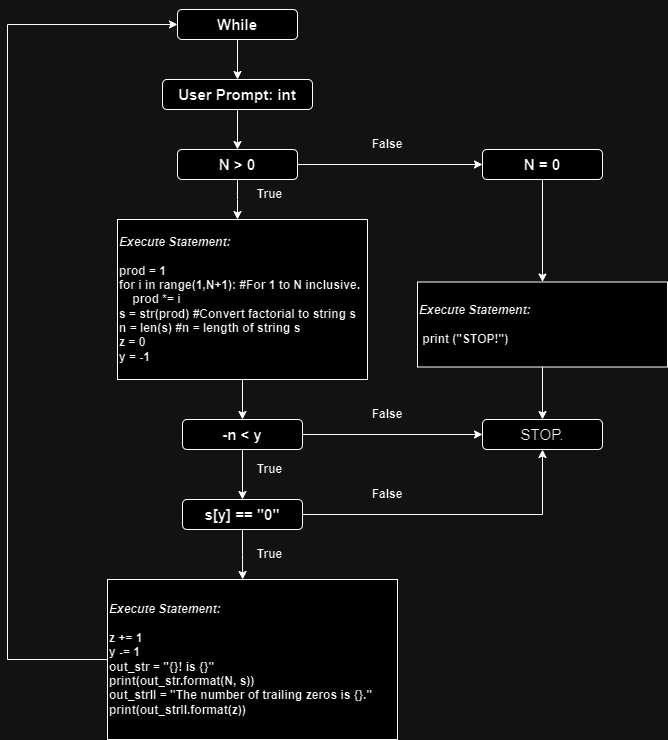 While
User Prompt: int
N > 0
False
N = 0
True
Execute Statement:
prod = 1
for i in range(1,N+1): #For 1 to N inclusive.
    prod *= i
s = str(prod) #Convert factorial to string s
n = len(s) #n = length of string s
z = 0
y = -1
Execute Statement:
print ("STOP!")
-n < y
False
STOP.
True
s[y] == "0"
False
True
Execute Statement:
z += 1
y -= 1
out_str = "{}! is {}"
print(out_str.format(N, s))
out_strII = "The number of trailing zeros is {}."
print(out_strII.format(z))